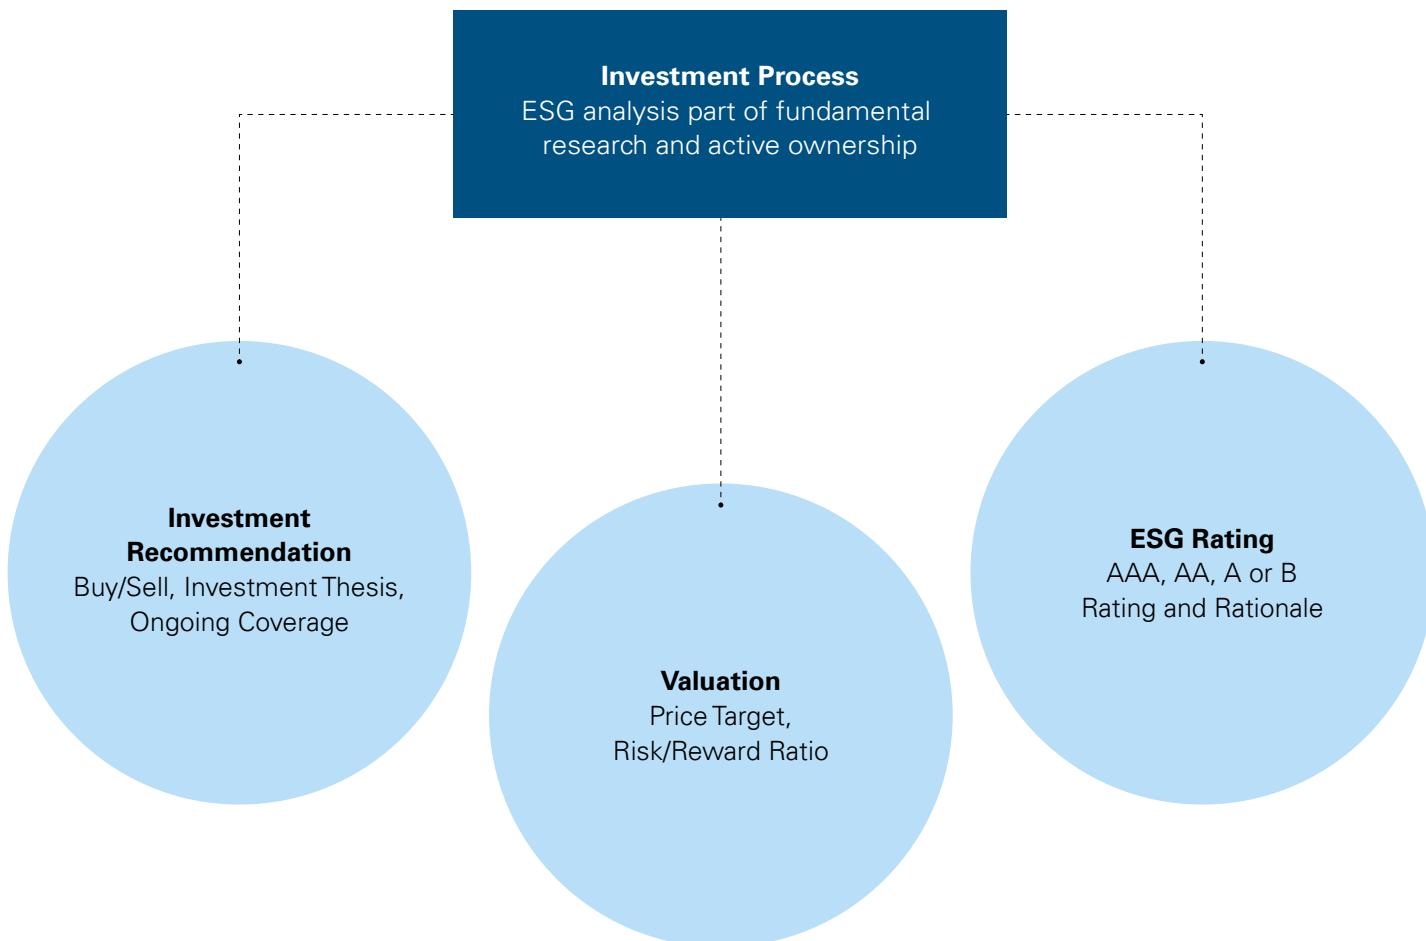 Investment Process
ESG analysis part of fundamental
research and active ownership
Investment
Recommendation
Buy/Sell, Investment Thesis,
Ongoing Coverage
Valuation
Price Target,
Risk/Reward Ratio
ESG Rating
AAA, AA, A or B
Rating and Rationale